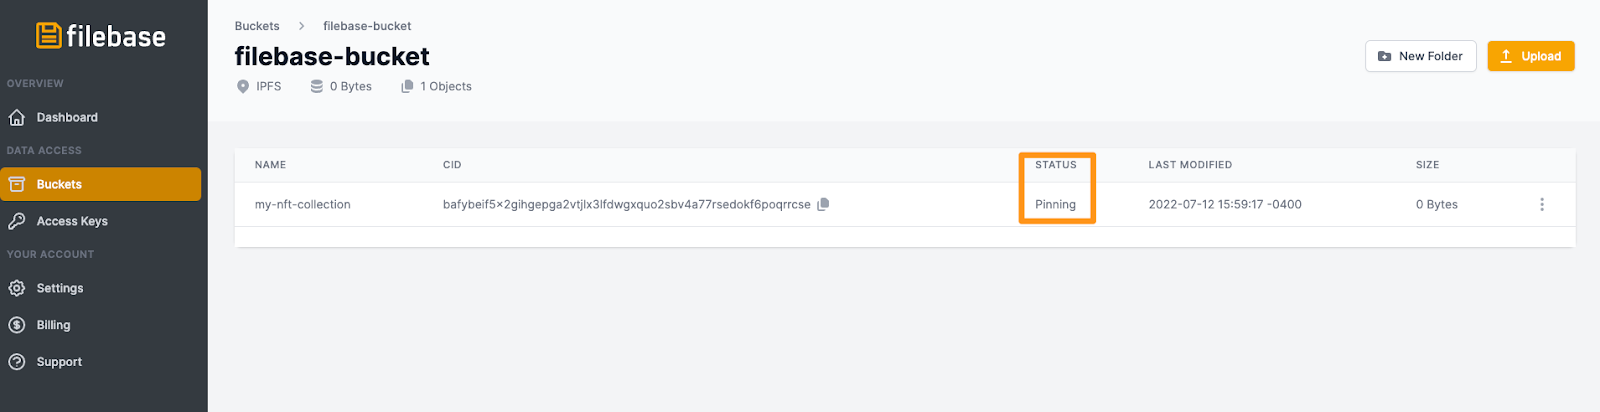 filebase
OVERVIEW
Dashboard
DATA ACCESS
Buckets
Access Keys
YOUR ACCOUNT
Settings
Billing
Support
Buckets > filebase-bucket
filebase-bucket
IPFS 0 Bytes 1 Objects
New Folder Upload
NAME CID STATUS LAST MODIFIED SIZE
my-nft-collection bafybeif5x2gihgepga2vtjlx3lfdwgxquo2sbv4a77rsedokf6poqrrcse Pinning 2022-07-12 15:59:17 -0400 0 Bytes